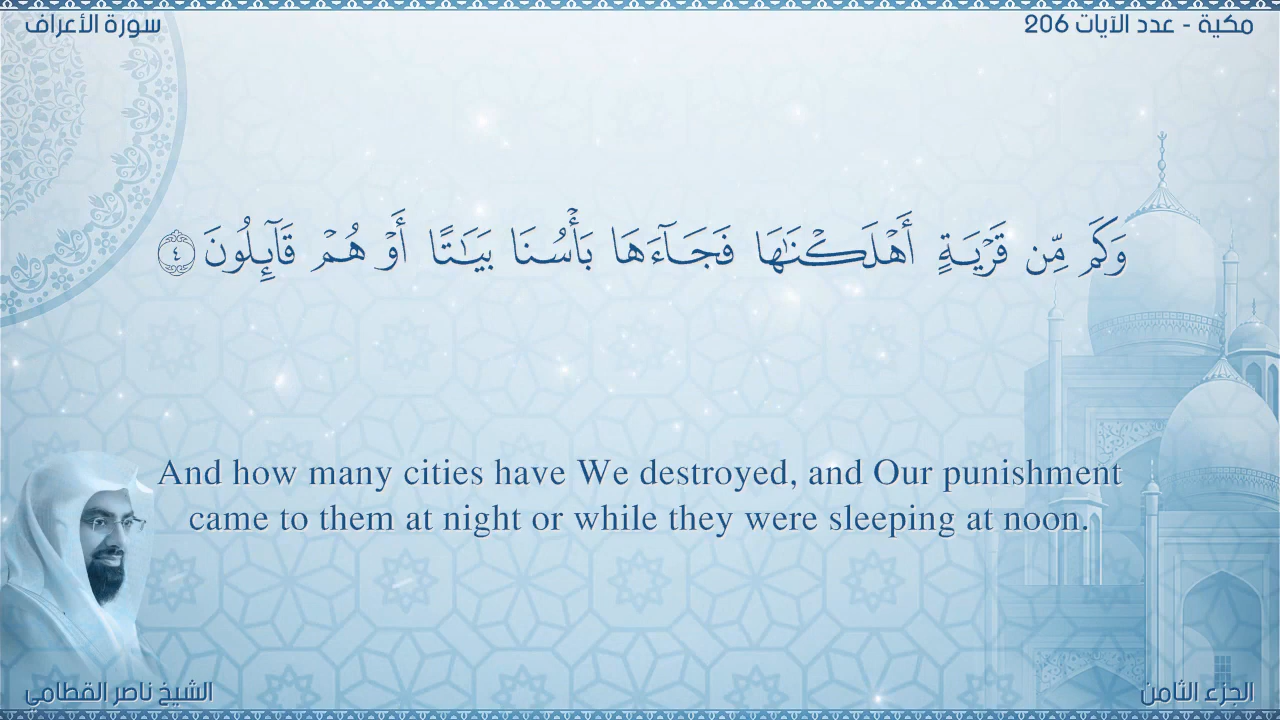 سورة الأعراف
مكية - عدد الآيات 206
وَكَم مِّن قَرْيَةٍ أَهْلَكْنَٰهَا فَجَآءَهَا بَأْسُنَا بَيَٰتًا أَوْ هُمْ قَآئِلُونَ ٤
And how many cities have We destroyed, and Our punishment
came to them at night or while they were sleeping at noon.
الشيخ ناصر القطامي
الجزء الثامن